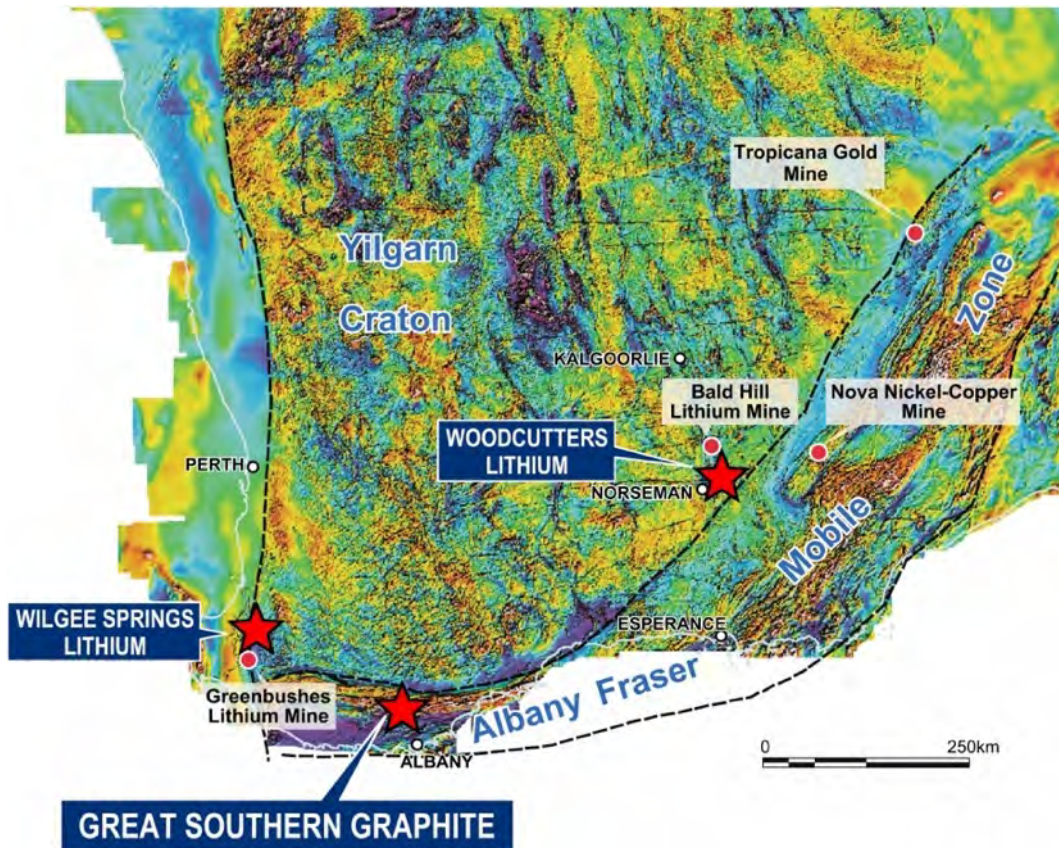 Tropicana Gold
Mine
Yilgarn
Craton
Zone
KALGOORLIE
Bald Hill
Lithium Mine
Nova Nickel-Copper
Mine
WOODCUTTERS
LITHIUM
PERTH
NORSEMAN
Mobile
WILGEE SPRINGS
LITHIUM
ESPERANCE
Greenbushes
Lithium Mine
Albany Fraser
ALBANY
0 250km
GREAT SOUTHERN GRAPHITE